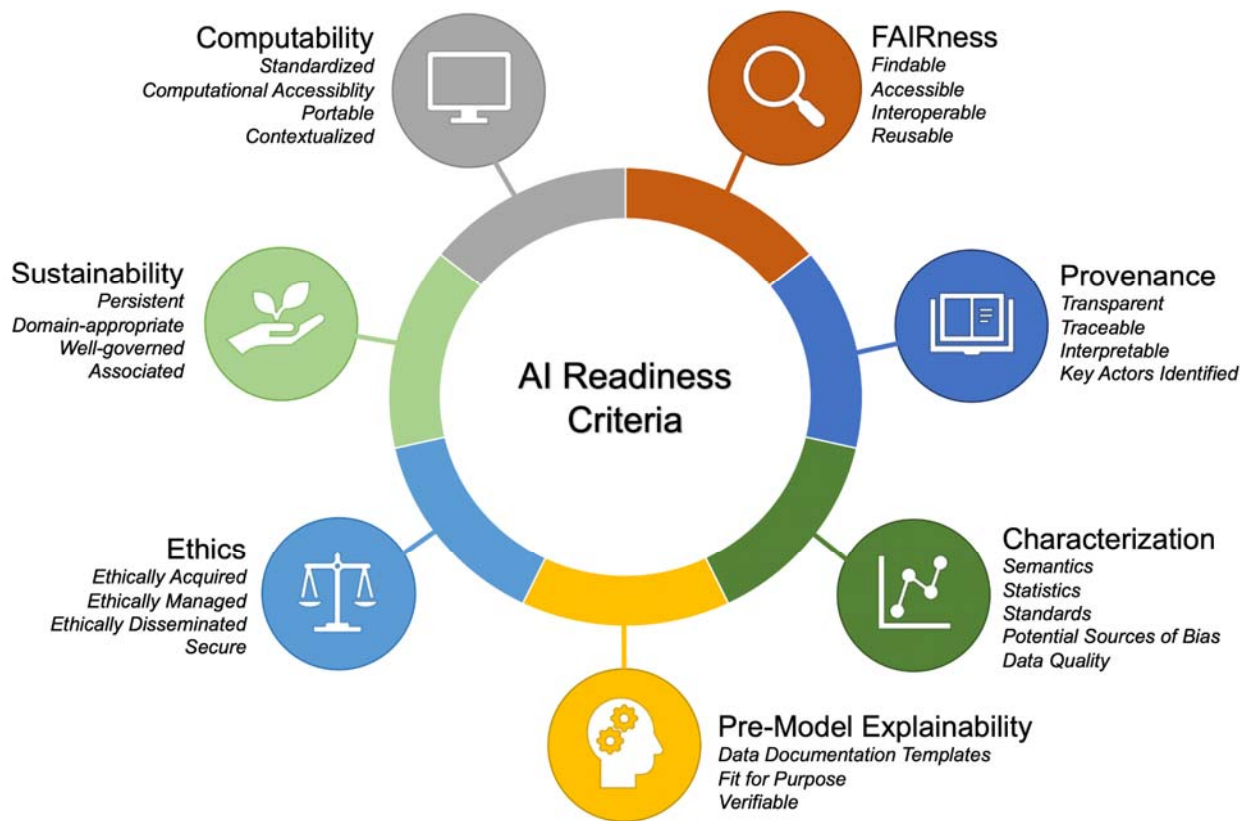 Computability
Standardized
Computational Accessiblity
Portable
Contextualized
FAIRness
Findable
Accessible
Interoperable
Reusable
Sustainability
Persistent
Domain-appropriate
Well-governed
Associated
Provenance
Transparent
Traceable
Interpretable
Key Actors Identified
AI Readiness
Criteria
Ethics
Ethically Acquired
Ethically Managed
Ethically Disseminated
Secure
Characterization
Semantics
Statistics
Standards
Potential Sources of Bias
Data Quality
Pre-Model Explainability
Data Documentation Templates
Fit for Purpose
Verifiable